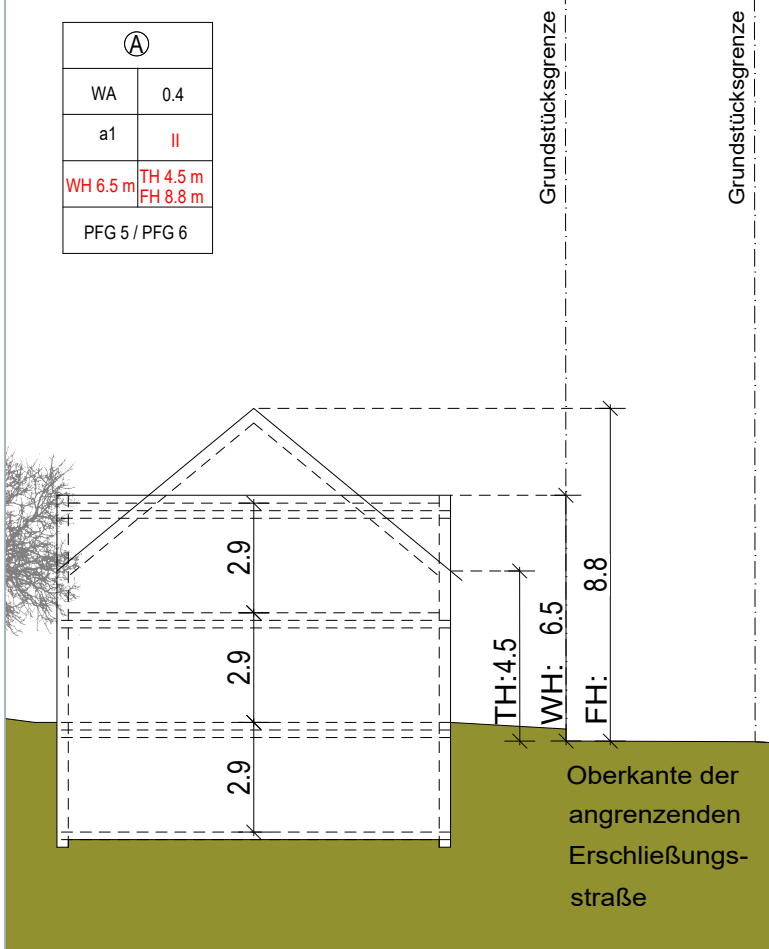 A
WA 0.4
a1 II
WH 6.5 m TH 4.5 m
FH 8.8 m
PFG 5 / PFG 6
Grundstücksgrenze
Grundstücksgrenze
2.9
2.9
2.9
TH:4.5
WH: 6.5
FH: 8.8
Oberkante der
angrenzenden
Erschließungs-
straße